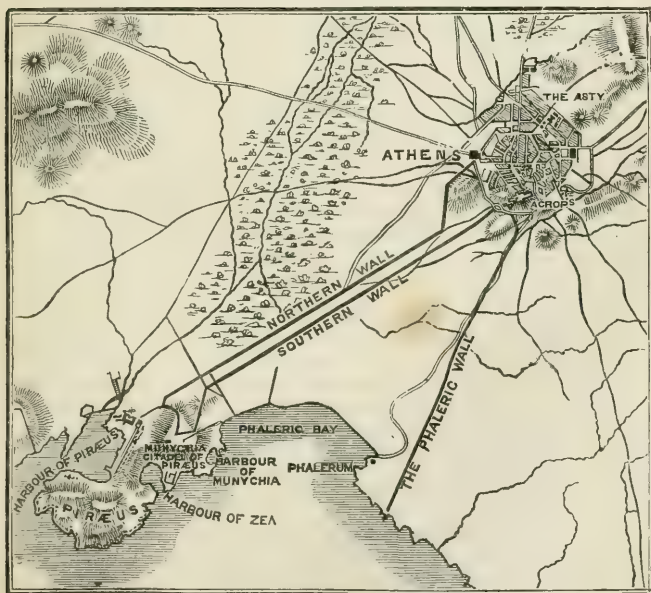 THE ASTY
ATHENS
ACROPS
NORTHERN WALL
SOUTHERN WALL
THE PHALERIC WALL
PHALERIC BAY
HARBOUR OF PIRÆUS
MUNYCHIA
CITADEL OF
PIRÆUS
HARBOUR
OF
MUNYCHIA
PHALERUM
PIRÆUS
HARBOUR OF ZEA